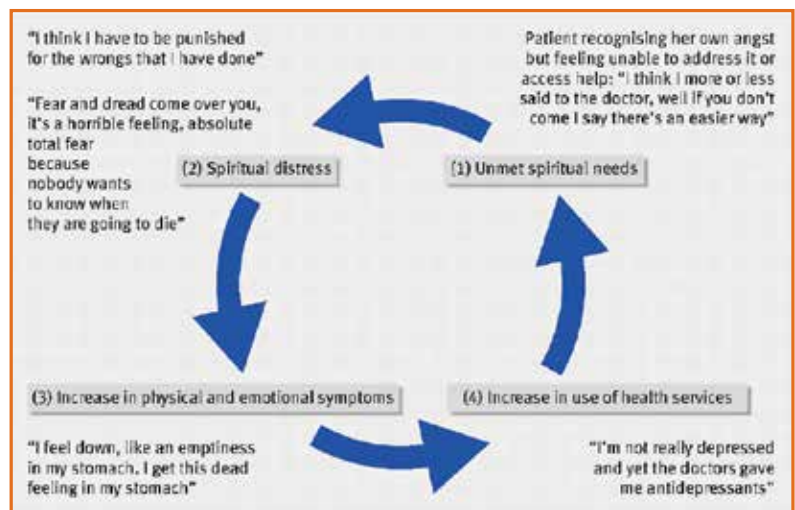 "I think I have to be punished
for the wrongs that I have done"
"Fear and dread come over you,
it's a horrible feeling, absolute
total fear
because
nobody wants
to know when
they are going to die"
Patient recognising her own angst
but feeling unable to address it or
access help: "I think I more or less
said to the doctor, well if you don't
come I say there's an easier way"
(2) Spiritual distress
(1) Unmet spiritual needs
(3) Increase in physical and emotional symptoms
(4) Increase in use of health services
"I feel down, like an emptiness
in my stomach. I get this dead
feeling in my stomach"
"I'm not really depressed
and yet the doctors gave
me antidepressants"